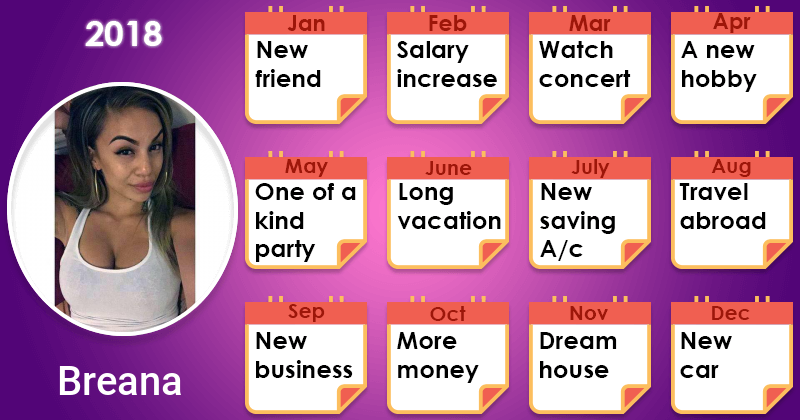 2018
Jan
New
friend
Feb
Salary
increase
Mar
Watch
concert
Apr
A new
hobby
May
One of a
kind
party
June
Long
vacation
July
New
saving
A/c
Aug
Travel
abroad
Sep
New
business
Oct
More
money
Nov
Dream
house
Dec
New
car
Breana